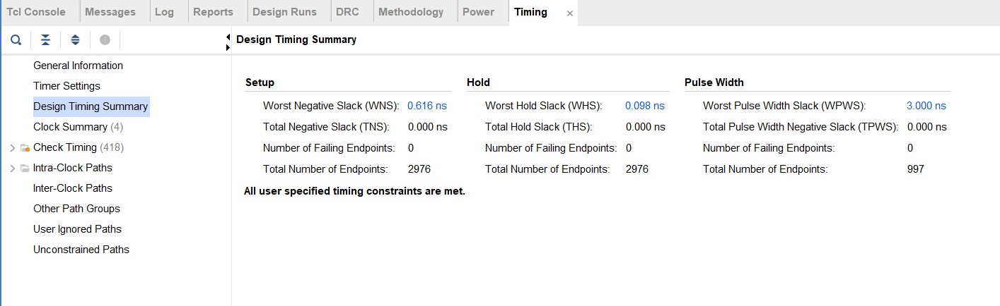 Tcl Console Messages Log Reports Design Runs DRC Methodology Power Timing ×
Design Timing Summary
General Information
Timer Settings
Design Timing Summary
Clock Summary (4)
Check Timing (418)
Intra-Clock Paths
Inter-Clock Paths
Other Path Groups
User Ignored Paths
Unconstrained Paths
Setup Hold Pulse Width
Worst Negative Slack (WNS): 0.616 ns Worst Hold Slack (WHS): 0.098 ns Worst Pulse Width Slack (WPWS): 3.000 ns
Total Negative Slack (TNS): 0.000 ns Total Hold Slack (THS): 0.000 ns Total Pulse Width Negative Slack (TPWS): 0.000 ns
Number of Failing Endpoints: 0 Number of Failing Endpoints: 0 Number of Failing Endpoints: 0
Total Number of Endpoints: 2976 Total Number of Endpoints: 2976 Total Number of Endpoints: 997
All user specified timing constraints are met.